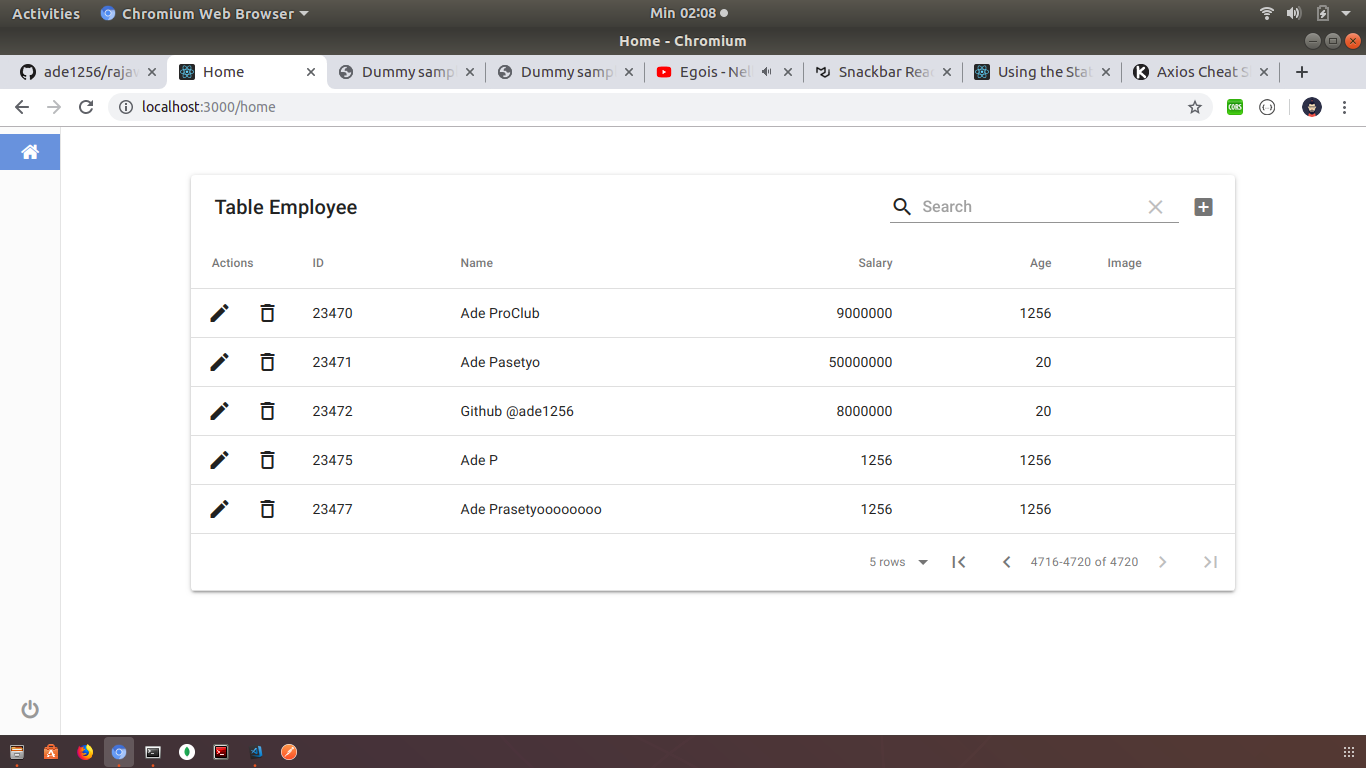 Activities Chromium Web Browser Min 02:08
Home - Chromium
ade1256/raja Home Dummy samp Dummy samp Egois - Nel Snackbar Rea Using the Sta Axios Cheat S
localhost:3000/home CORS
Table Employee Search
Actions ID Name Salary Age Image
23470 Ade ProClub 9000000 1256
23471 Ade Pasetyo 50000000 20
23472 Github @ade1256 8000000 20
23475 Ade P 1256 1256
23477 Ade Prasetyoooooooo 1256 1256
5 rows 4716-4720 of 4720